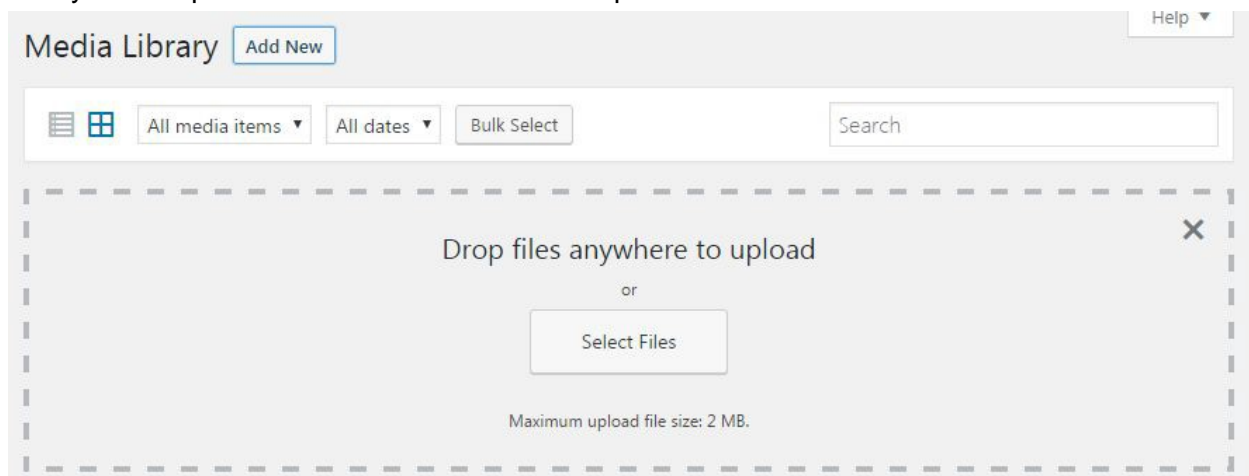 Help ▼
Media Library Add New
All media items ▼ All dates ▼ Bulk Select Search
Drop files anywhere to upload
or
Select Files
Maximum upload file size: 2 MB.